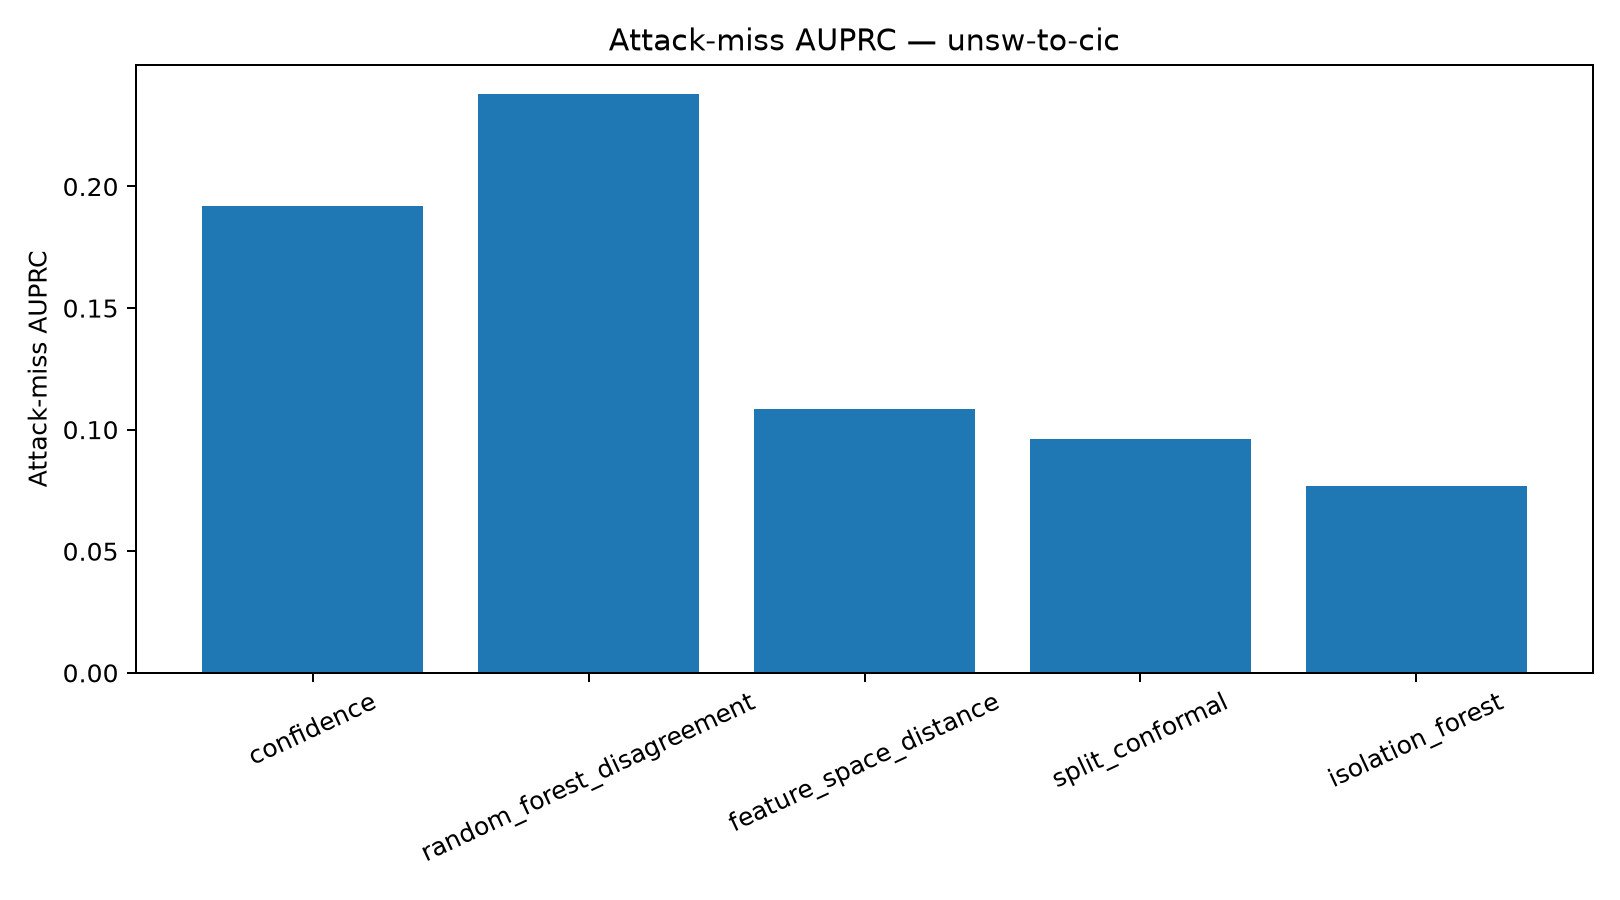 Attack-miss AUPRC — unsw-to-cic
Attack-miss AUPRC
0.20
0.15
0.10
0.05
0.00
confidence
random_forest_disagreement
feature_space_distance
split_conformal
isolation_forest